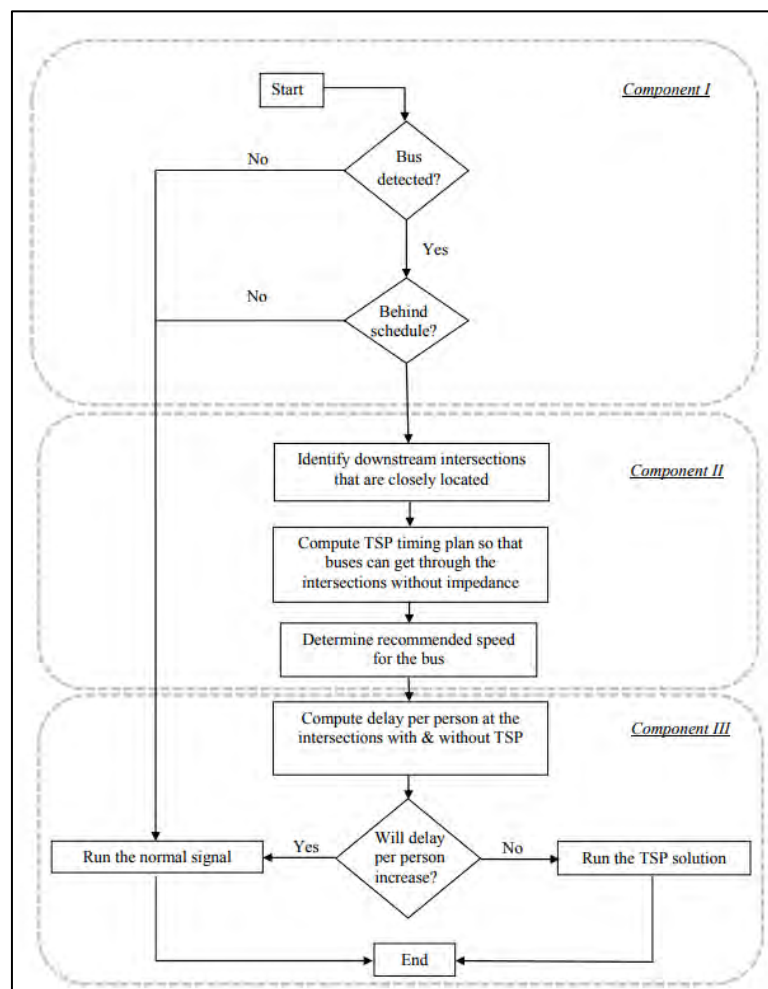 Start
Component I
Bus
detected?
No
Yes
No
Behind
schedule?
Identify downstream intersections
that are closely located
Component II
Compute TSP timing plan so that
buses can get through the
intersections without impedance
Determine recommended speed
for the bus
Compute delay per person at the
intersections with & without TSP
Component III
Will delay
per person
increase?
Yes
No
Run the normal signal
Run the TSP solution
End